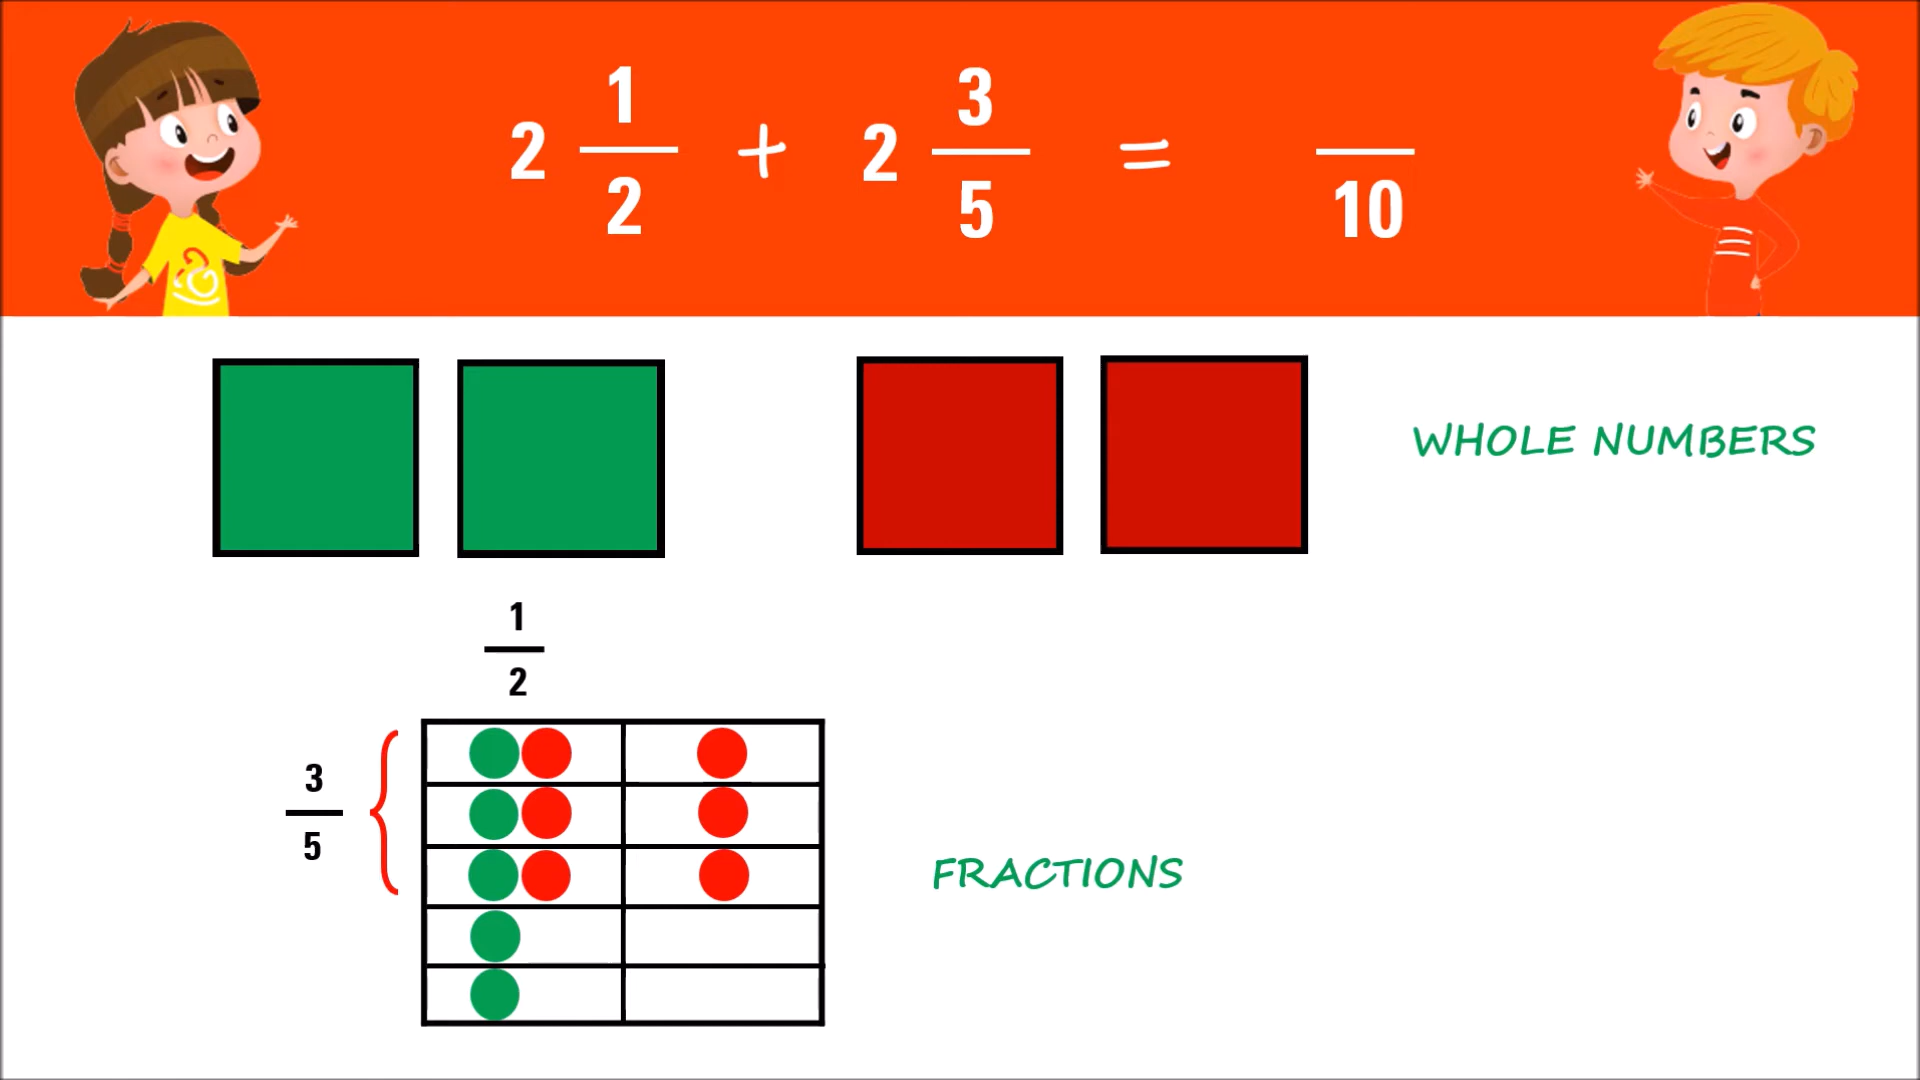 2 1/2 + 2 3/5 = /10
WHOLE NUMBERS
1/2
3/5
FRACTIONS